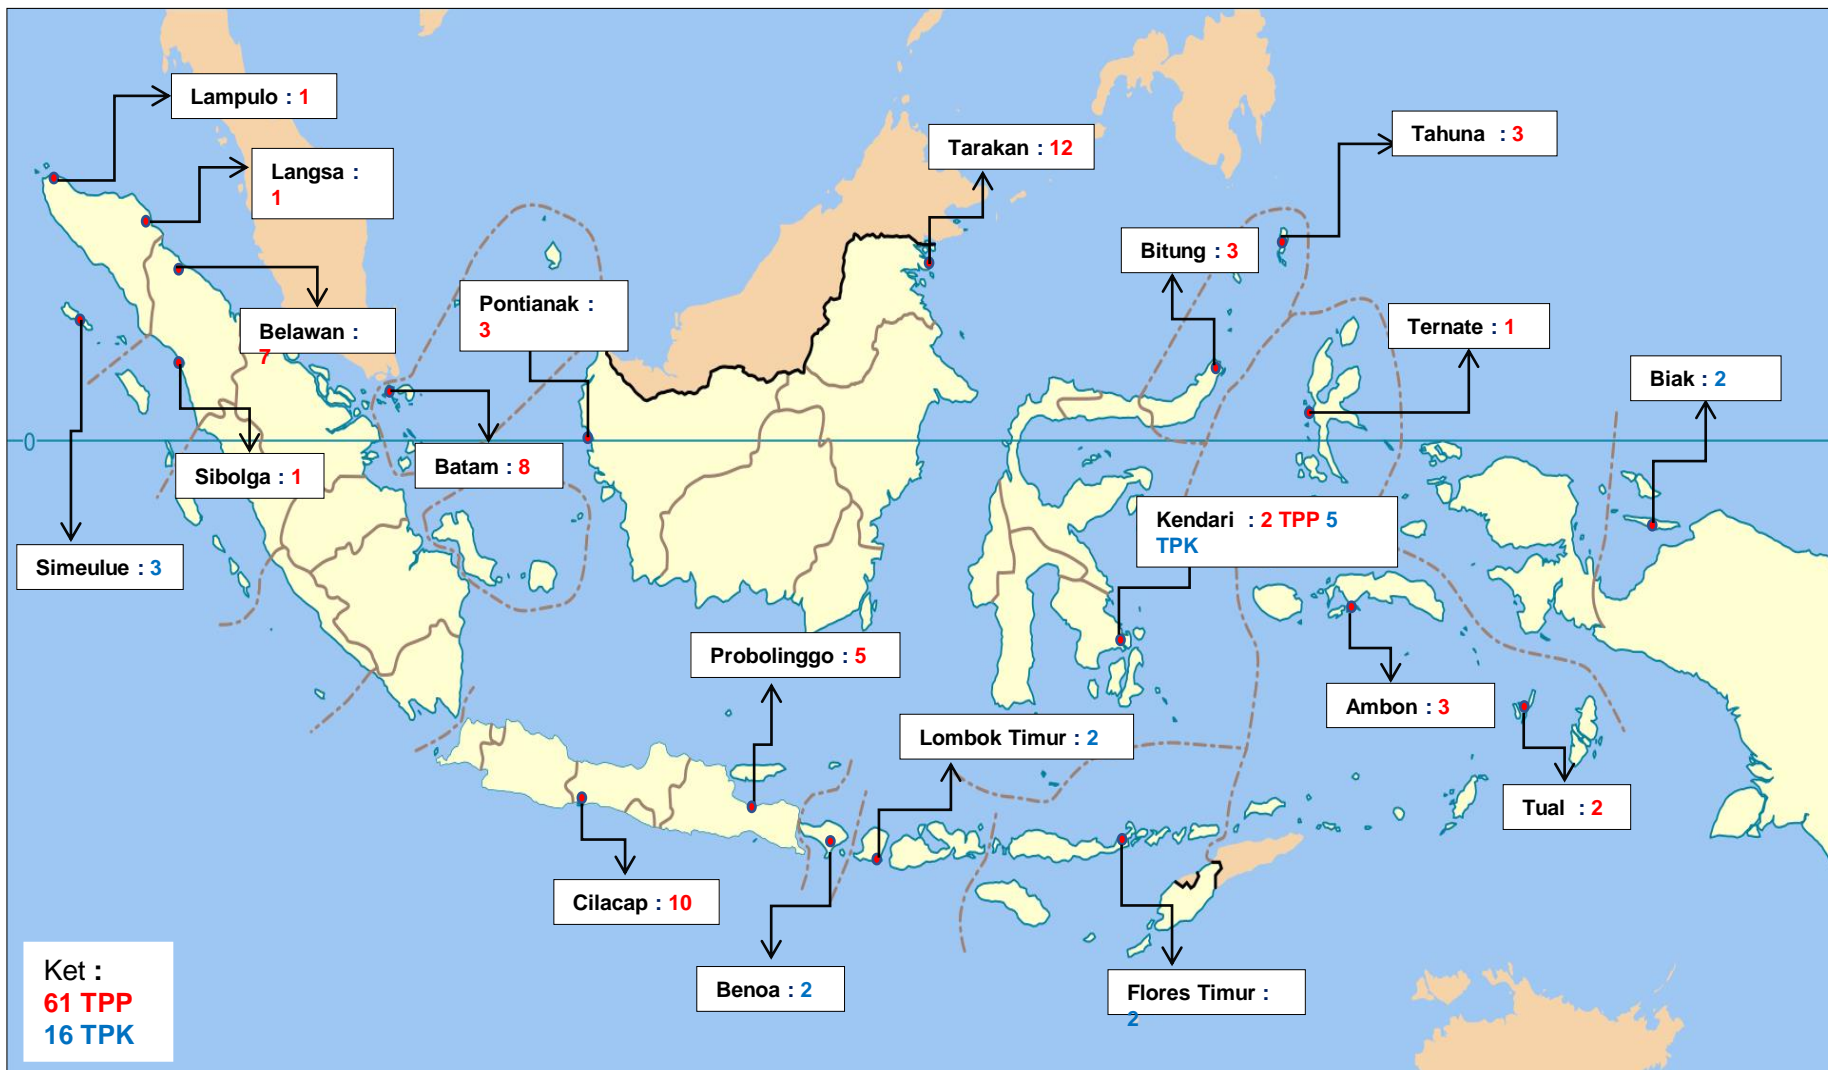 Lampulo : 1
Langsa :
1
Tarakan : 12
Tahuna : 3
Bitung : 3
Belawan :
7
Pontianak :
3
Ternate : 1
Biak : 2
0
Sibolga : 1
Batam : 8
Kendari : 2 TPP 5
TPK
Simeulue : 3
Probolinggo : 5
Ambon : 3
Lombok Timur : 2
Tual : 2
Cilacap : 10
Benoa : 2
Flores Timur :
2
Ket :
61 TPP
16 TPK